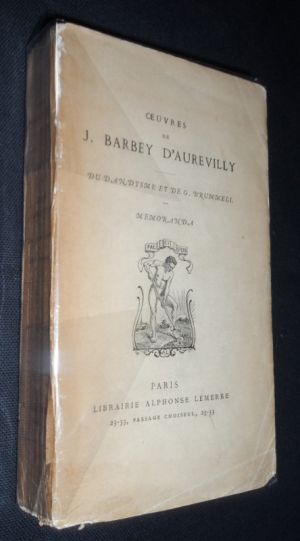 ŒUVRES
DE
J. BARBEY D'AUREVILLY
DU DANDYSME ET DE G. BRUMMELL
MEMORANDA
PARIS
LIBRAIRIE ALPHONSE LEMERRE
23-33, PASSAGE CHOISEUL, 23-33